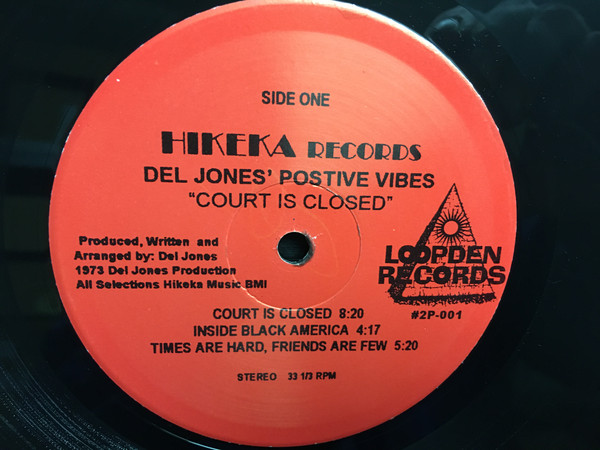 SIDE ONE
HIKEKA RECORDS
DEL JONES' POSTIVE VIBES
"COURT IS CLOSED"
Produced, Written and
Arranged by: Del Jones
1973 Del Jones Production
All Selections Hikeka Music BMI
LOOPDEN
RECORDS
#2P-001
COURT IS CLOSED 8:20
INSIDE BLACK AMERICA 4:17
TIMES ARE HARD, FRIENDS ARE FEW 5:20
STEREO 33 1/3 RPM